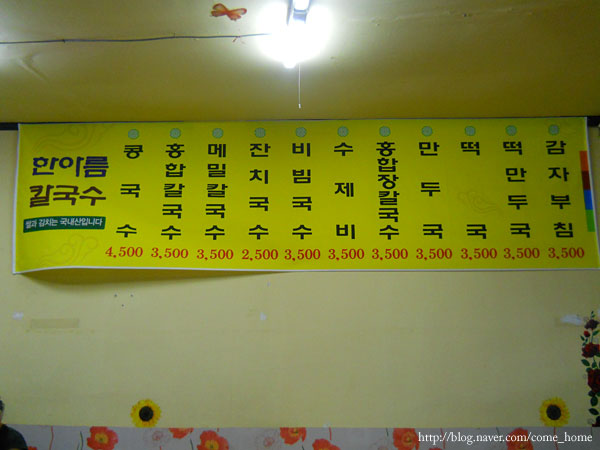 한아름
칼국수
쌀과 김치는 국내산입니다
콩국수
4,500
홍합칼국수
3,500
메밀칼국수
3,500
잔치국수
2,500
비빔국수
3,500
수제비
3,500
홍합장칼국수
3,500
만두국
3,500
떡국
3,500
떡만두국
3,500
감자부침
3,500
http://blog.naver.com/come_home